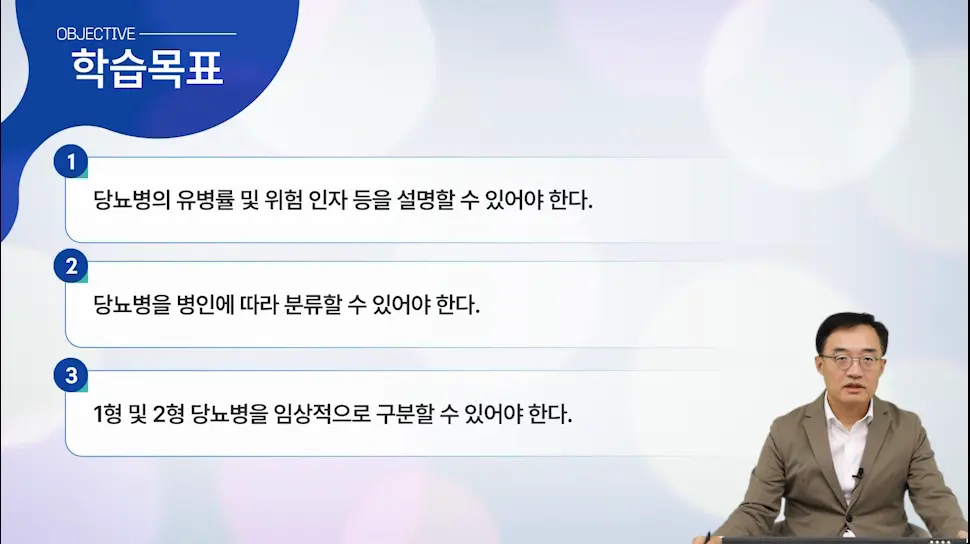 OBJECTIVE
학습목표
1
당뇨병의 유병률 및 위험 인자 등을 설명할 수 있어야 한다.
2
당뇨병을 병인에 따라 분류할 수 있어야 한다.
3
1형 및 2형 당뇨병을 임상적으로 구분할 수 있어야 한다.